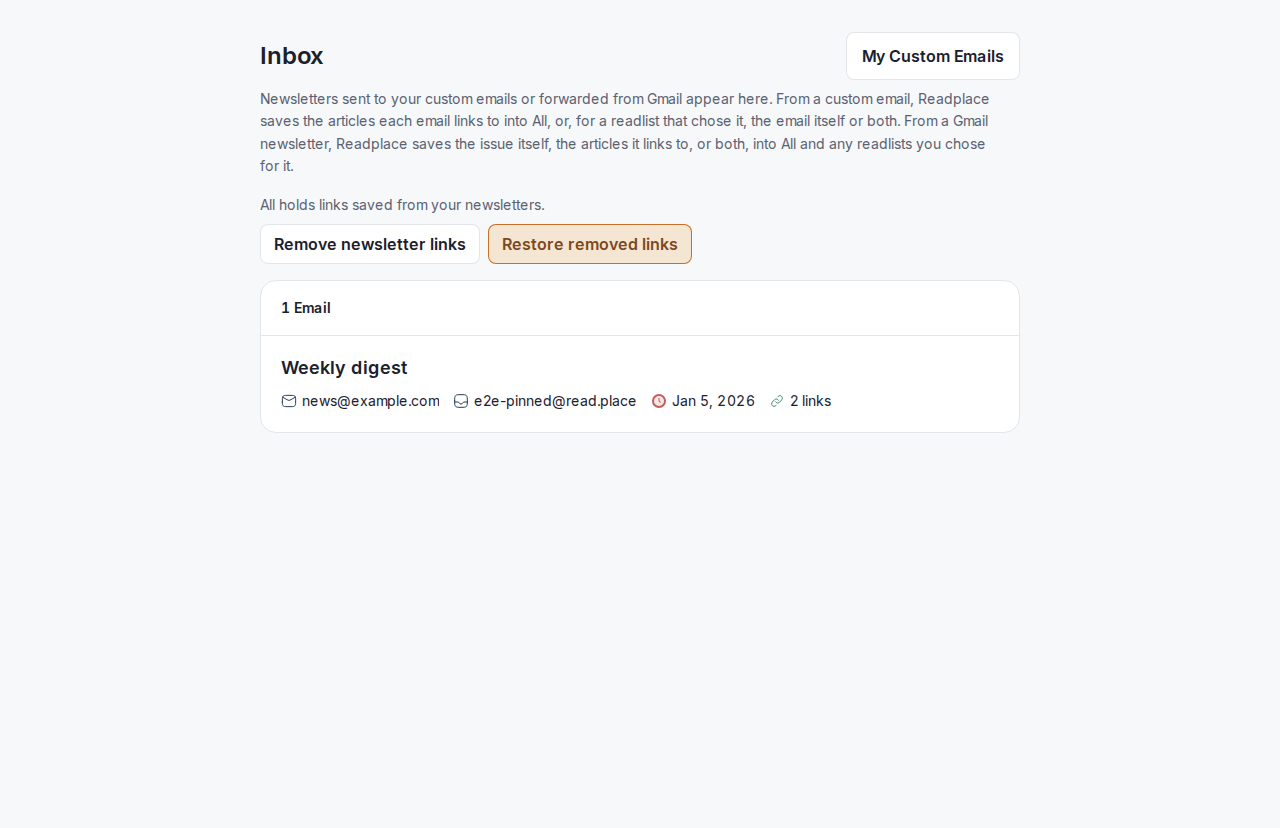 Inbox
My Custom Emails
Newsletters sent to your custom emails or forwarded from Gmail appear here. From a custom email, Readplace
saves the articles each email links to into All, or, for a readlist that chose it, the email itself or both. From a Gmail
newsletter, Readplace saves the issue itself, the articles it links to, or both, into All and any readlists you chose
for it.
All holds links saved from your newsletters.
Remove newsletter links
Restore removed links
1 Email
Weekly digest
news@example.com e2e-pinned@read.place Jan 5, 2026 2 links